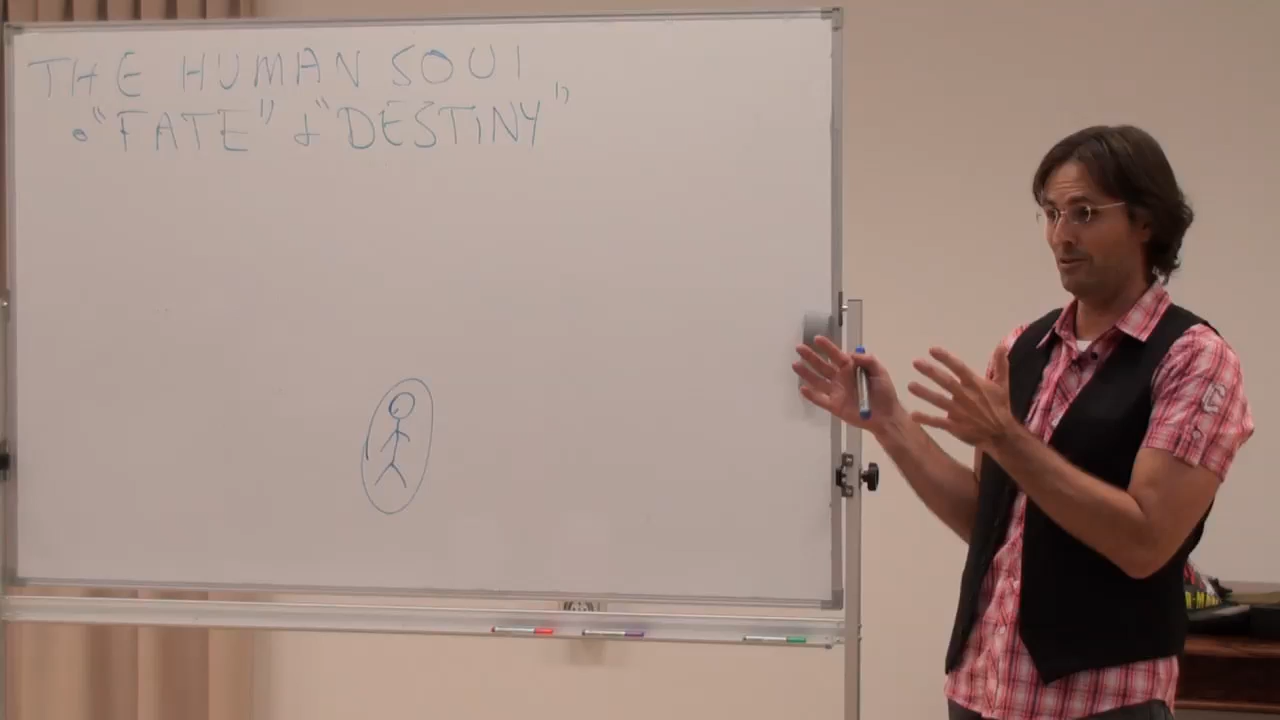 THE HUMAN SOUL
• "FATE" & "DESTINY"